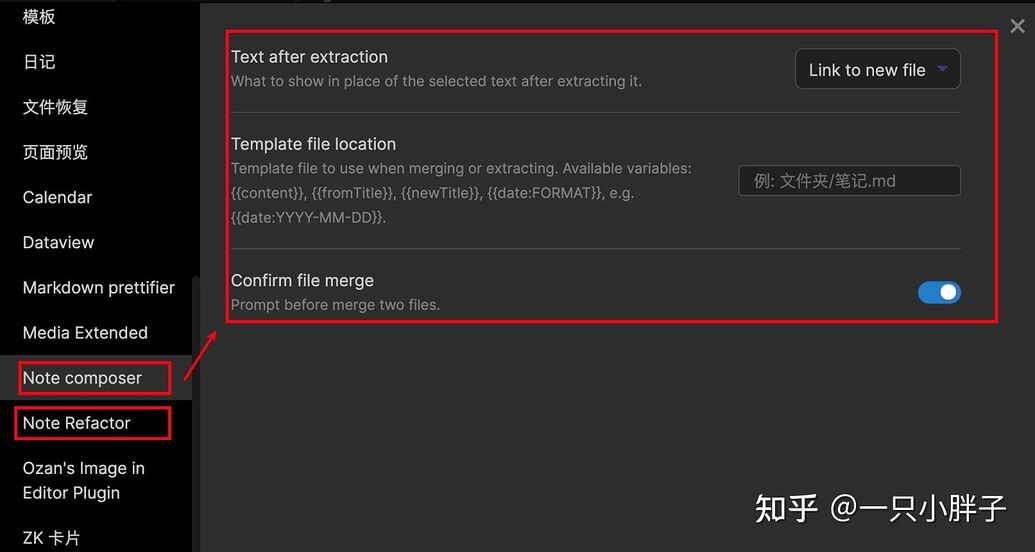 模板
日记
文件恢复
页面预览
Calendar
Dataview
Markdown prettifier
Media Extended
Note composer
Note Refactor
Ozan's Image in
Editor Plugin
ZK 卡片
Text after extraction
What to show in place of the selected text after extracting it.
Link to new file
Template file location
Template file to use when merging or extracting. Available variables:
{{content}}, {{fromTitle}}, {{newTitle}}, {{date:FORMAT}}, e.g.
{{date:YYYY-MM-DD}}.
例: 文件夹/笔记.md
Confirm file merge
Prompt before merge two files.
知乎 @一只小胖子